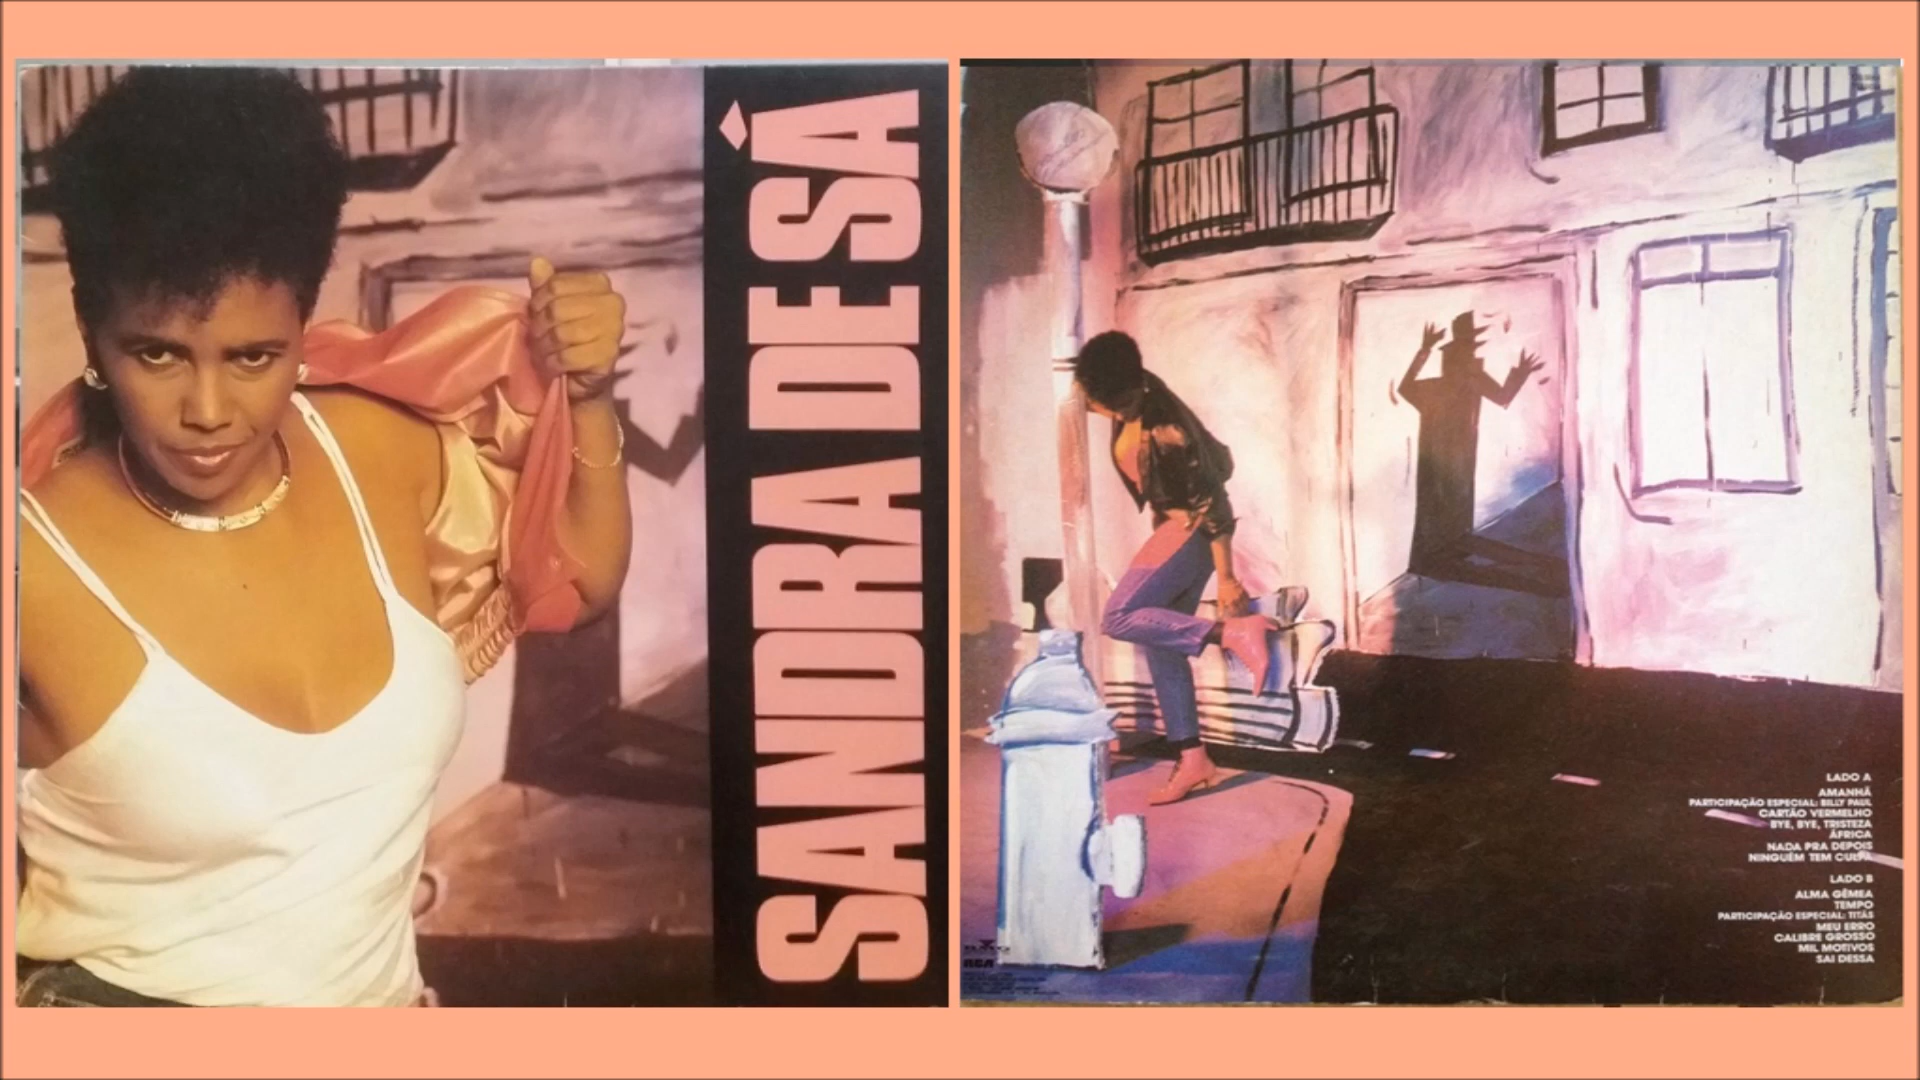 SANDRA DE SÁ
LADO A
AMANHÃ
PARTICIPAÇÃO ESPECIAL: BILLY PAUL
CARTÃO VERMELHO
BYE, BYE, TRISTEZA
ÁFRICA
NADA PRA DEPOIS
NINGUÉM TEM CULPA
LADO B
ALMA GÊMEA
TEMPO
PARTICIPAÇÃO ESPECIAL: TITÃS
MEU ERRO
CALIBRE GROSSO
MIL MOTIVOS
SAI DESSA
BMG
RCA